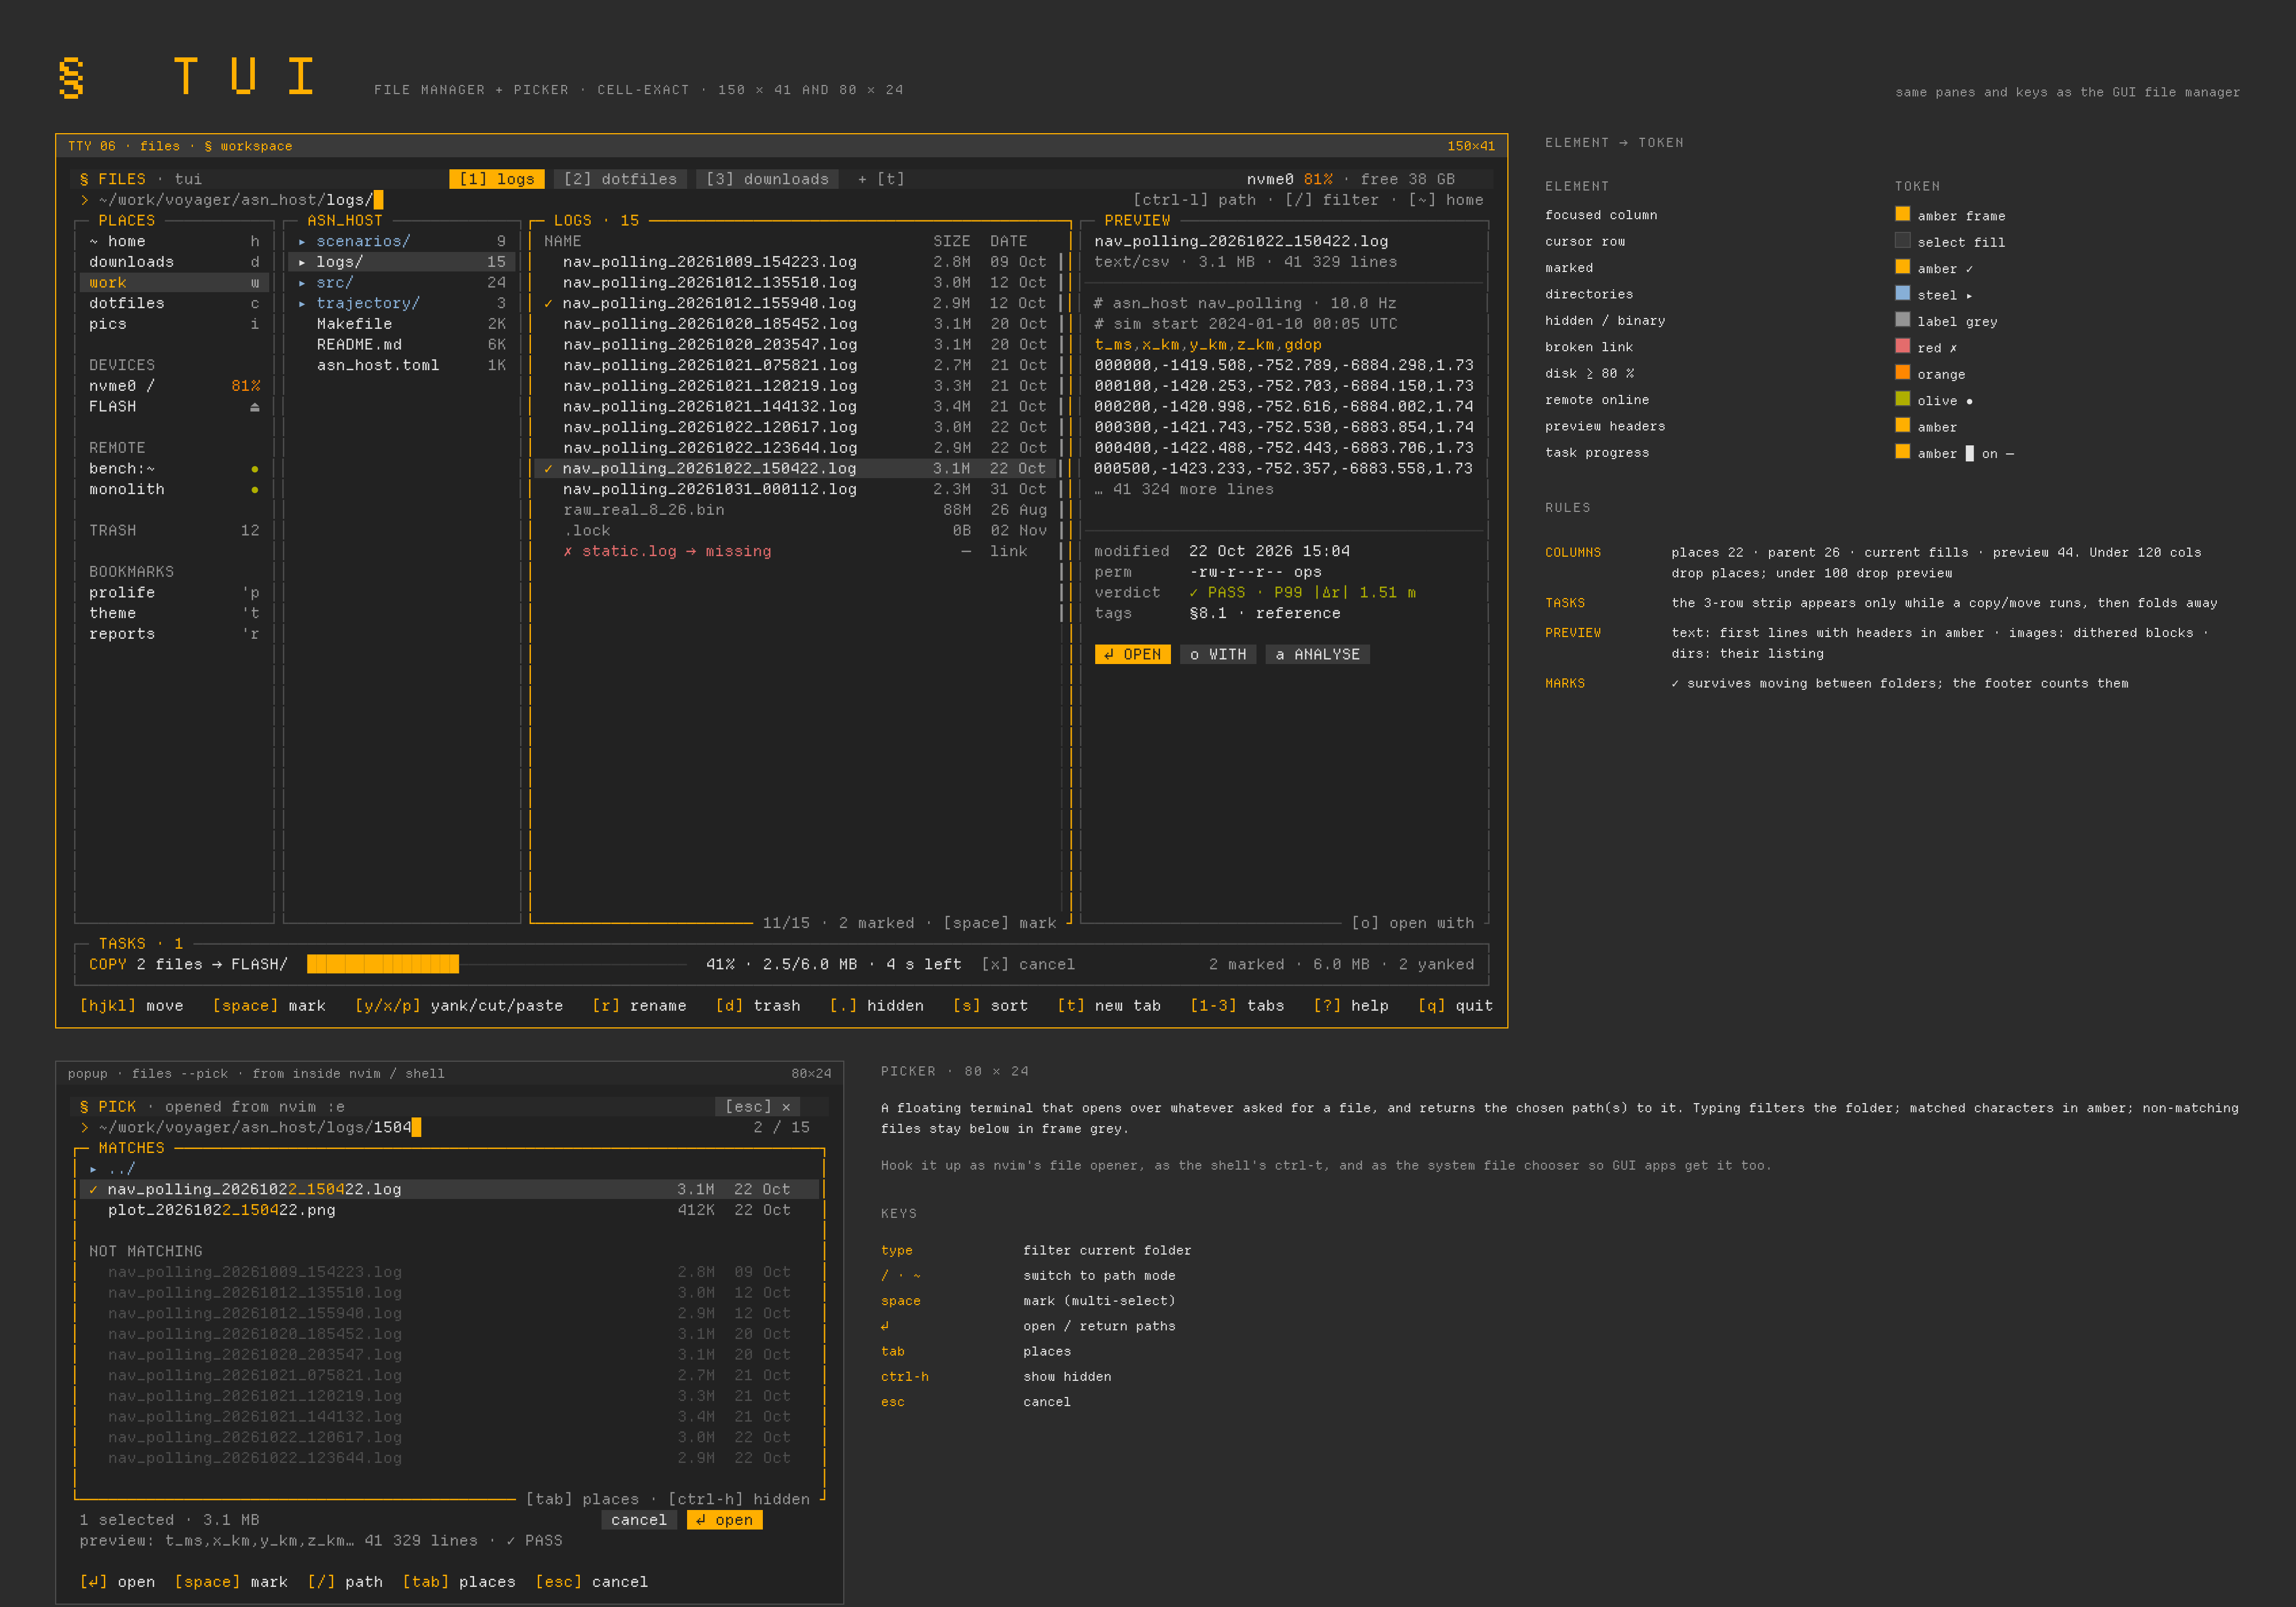 § TUI FILE MANAGER + PICKER · CELL-EXACT · 150 × 41 AND 80 × 24 same panes and keys as the GUI file manager
TTY 06 · files · § workspace 150×41
§ FILES · tui [1] logs [2] dotfiles [3] downloads + [t] nvme0 81% · free 38 GB
> ~/work/voyager/asn_host/logs/ [ctrl-l] path · [/] filter · [~] home
PLACES
~ home h
downloads d
work w
dotfiles c
pics i
DEVICES
nvme0 / 81%
FLASH ⏏
REMOTE
bench:~ ●
monolith ●
TRASH 12
BOOKMARKS
prolife 'p
theme 't
reports 'r
ASN_HOST
▸ scenarios/ 9
▸ logs/ 15
▸ src/ 24
▸ trajectory/ 3
Makefile 2K
README.md 6K
asn_host.toml 1K
LOGS · 15
NAME SIZE DATE
nav_polling_20261009_154223.log 2.8M 09 Oct
nav_polling_20261012_135510.log 3.0M 12 Oct
✓ nav_polling_20261012_155940.log 2.9M 12 Oct
nav_polling_20261020_185452.log 3.1M 20 Oct
nav_polling_20261020_203547.log 3.1M 20 Oct
nav_polling_20261021_075821.log 2.7M 21 Oct
nav_polling_20261021_120219.log 3.3M 21 Oct
nav_polling_20261021_144132.log 3.4M 21 Oct
nav_polling_20261022_120617.log 3.0M 22 Oct
nav_polling_20261022_123644.log 2.9M 22 Oct
✓ nav_polling_20261022_150422.log 3.1M 22 Oct
nav_polling_20261031_000112.log 2.3M 31 Oct
raw_real_8_26.bin 88M 26 Aug
.lock 0B 02 Nov
✗ static.log → missing — link
11/15 · 2 marked · [space] mark
PREVIEW
nav_polling_20261022_150422.log
text/csv · 3.1 MB · 41 329 lines
# asn_host nav_polling · 10.0 Hz
# sim start 2024-01-10 00:05 UTC
t_ms,x_km,y_km,z_km,gdop
000000,-1419.508,-752.789,-6884.298,1.73
000100,-1420.253,-752.703,-6884.150,1.73
000200,-1420.998,-752.616,-6884.002,1.74
000300,-1421.743,-752.530,-6883.854,1.74
000400,-1422.488,-752.443,-6883.706,1.73
000500,-1423.233,-752.357,-6883.558,1.73
… 41 324 more lines
modified 22 Oct 2026 15:04
perm -rw-r--r-- ops
verdict ✓ PASS · P99 |Δr| 1.51 m
tags §8.1 · reference
↲ OPEN o WITH a ANALYSE
[o] open with
TASKS · 1
COPY 2 files → FLASH/ 41% · 2.5/6.0 MB · 4 s left [x] cancel 2 marked · 6.0 MB · 2 yanked
[hjkl] move [space] mark [y/x/p] yank/cut/paste [r] rename [d] trash [.] hidden [s] sort [t] new tab [1-3] tabs [?] help [q] quit
ELEMENT → TOKEN
ELEMENT TOKEN
focused column amber frame
cursor row select fill
marked amber ✓
directories steel ▸
hidden / binary label grey
broken link red ✗
disk ≥ 80 % orange
remote online olive ●
preview headers amber
task progress amber █ on —
RULES
COLUMNS places 22 · parent 26 · current fills · preview 44. Under 120 cols
drop places; under 100 drop preview
TASKS the 3-row strip appears only while a copy/move runs, then folds away
PREVIEW text: first lines with headers in amber · images: dithered blocks ·
dirs: their listing
MARKS ✓ survives moving between folders; the footer counts them
popup · files --pick · from inside nvim / shell 80×24
§ PICK · opened from nvim :e [esc] ×
> ~/work/voyager/asn_host/logs/1504 2 / 15
MATCHES
▸ ../
✓ nav_polling_20261022_150422.log 3.1M 22 Oct
plot_20261022_150422.png 412K 22 Oct
NOT MATCHING
nav_polling_20261009_154223.log 2.8M 09 Oct
nav_polling_20261012_135510.log 3.0M 12 Oct
nav_polling_20261012_155940.log 2.9M 12 Oct
nav_polling_20261020_185452.log 3.1M 20 Oct
nav_polling_20261020_203547.log 3.1M 20 Oct
nav_polling_20261021_075821.log 2.7M 21 Oct
nav_polling_20261021_120219.log 3.3M 21 Oct
nav_polling_20261021_144132.log 3.4M 21 Oct
nav_polling_20261022_120617.log 3.0M 22 Oct
nav_polling_20261022_123644.log 2.9M 22 Oct
[tab] places · [ctrl-h] hidden
1 selected · 3.1 MB cancel ↲ open
preview: t_ms,x_km,y_km,z_km… 41 329 lines · ✓ PASS
[↲] open [space] mark [/] path [tab] places [esc] cancel
PICKER · 80 × 24
A floating terminal that opens over whatever asked for a file, and returns the chosen path(s) to it. Typing filters the folder; matched characters in amber; non-matching
files stay below in frame grey.
Hook it up as nvim's file opener, as the shell's ctrl-t, and as the system file chooser so GUI apps get it too.
KEYS
type filter current folder
/ · ~ switch to path mode
space mark (multi-select)
↲ open / return paths
tab places
ctrl-h show hidden
esc cancel